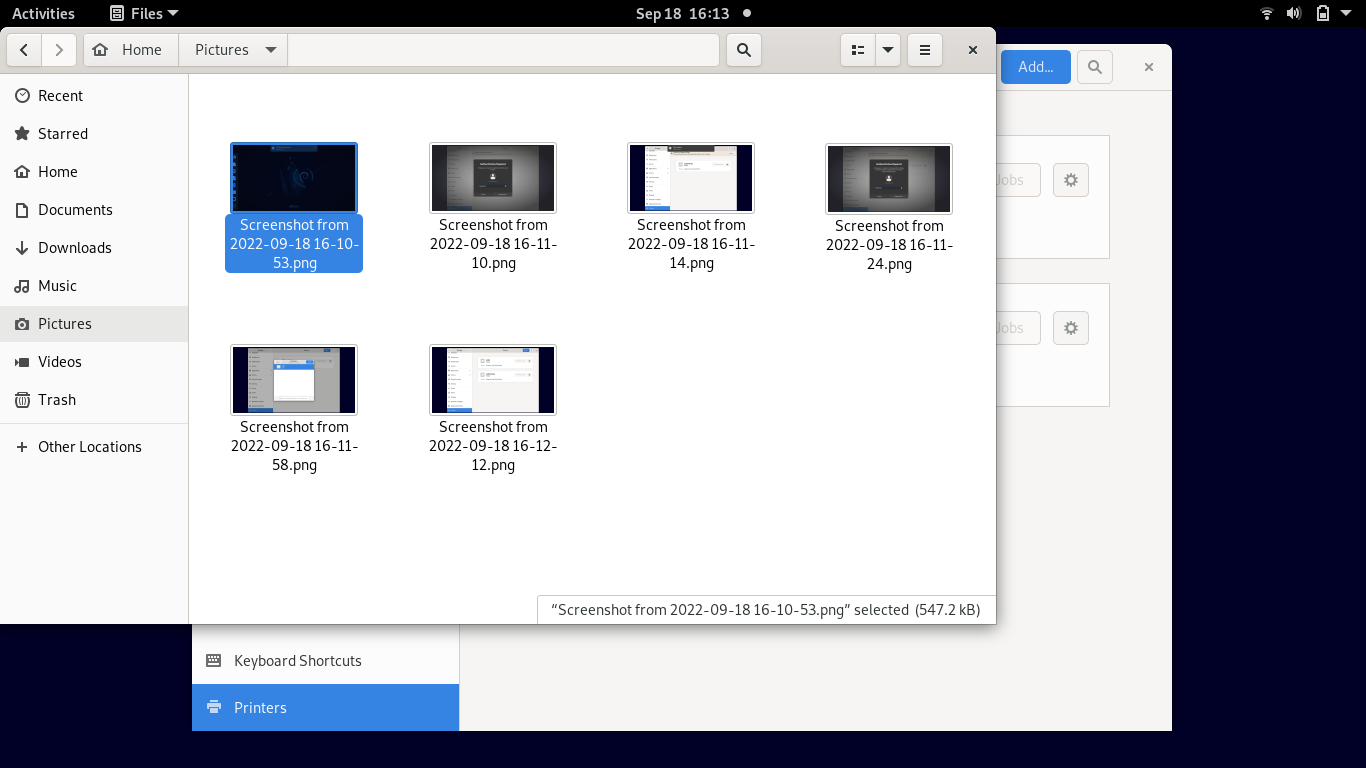 Activities
Files
Sep 18 16:13
Home
Pictures
Add...
Recent
Starred
Home
Documents
Downloads
Music
Pictures
Videos
Trash
Other Locations
Screenshot from
2022-09-18 16-10-
53.png
Screenshot from
2022-09-18 16-11-
10.png
Screenshot from
2022-09-18 16-11-
14.png
Screenshot from
2022-09-18 16-11-
24.png
Screenshot from
2022-09-18 16-11-
58.png
Screenshot from
2022-09-18 16-12-
12.png
Jobs
Jobs
“Screenshot from 2022-09-18 16-10-53.png” selected (547.2 kB)
Keyboard Shortcuts
Printers